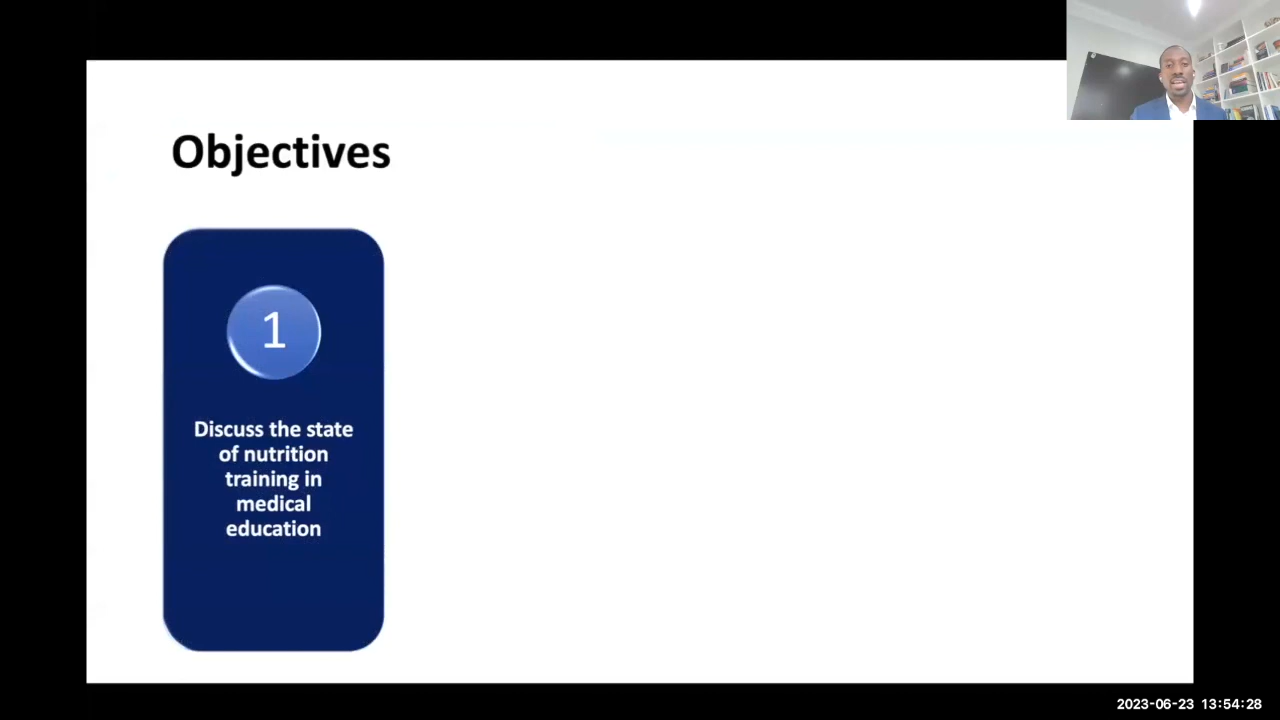 Objectives
1
Discuss the state
of nutrition
training in
medical
education
2023-06-23 13:54:28